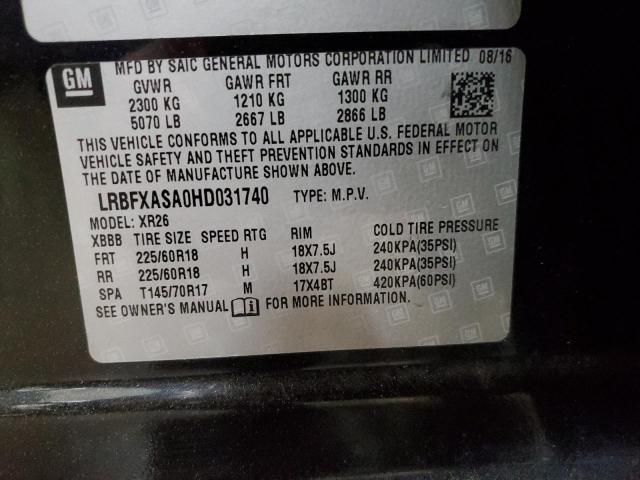 GM
MFD BY SAIC GENERAL MOTORS CORPORATION LIMITED 08/16
GVWR GAWR FRT GAWR RR
2300 KG 1210 KG 1300 KG
5070 LB 2667 LB 2866 LB
THIS VEHICLE CONFORMS TO ALL APPLICABLE U.S. FEDERAL MOTOR
VEHICLE SAFETY AND THEFT PREVENTION STANDARDS IN EFFECT ON
THE DATE OF MANUFACTURE SHOWN ABOVE.
LRBFXASA0HD031740 TYPE: M.P.V.
MODEL: XR26
XBBB TIRE SIZE SPEED RTG RIM COLD TIRE PRESSURE
FRT 225/60R18 H 18X7.5J 240KPA(35PSI)
RR 225/60R18 H 18X7.5J 240KPA(35PSI)
SPA T145/70R17 M 17X4BT 420KPA(60PSI)
SEE OWNER'S MANUAL FOR MORE INFORMATION.